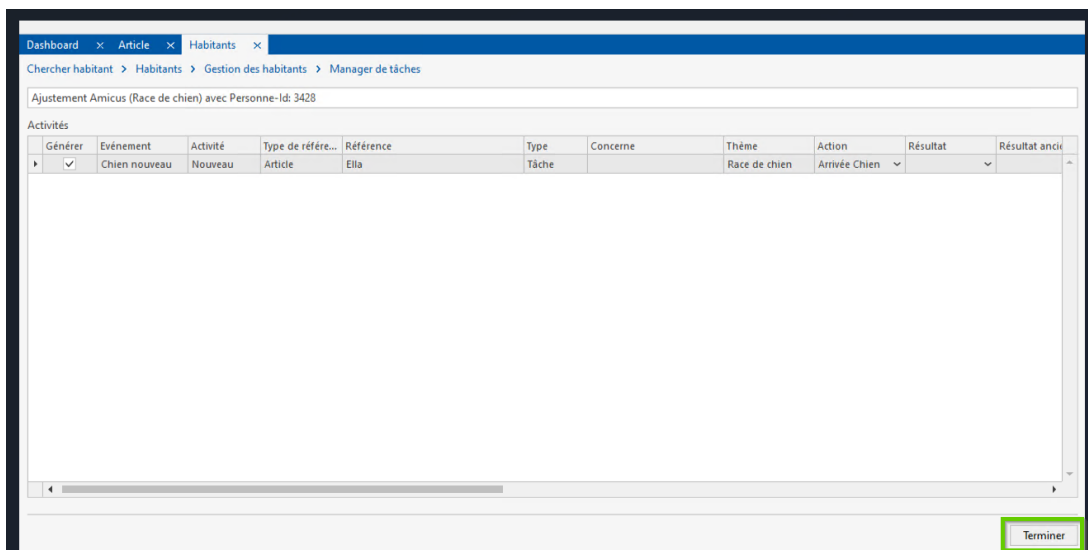 Dashboard × Article × Habitants ×
Chercher habitant > Habitants > Gestion des habitants > Manager de tâches
Ajustement Amicus (Race de chien) avec Personne-Id: 3428
Activités
Générer Evénement Activité Type de référe... Référence Type Concerne Thème Action Résultat Résultat ancie
Chien nouveau Nouveau Article Ella Tâche Race de chien Arrivée Chien
Terminer